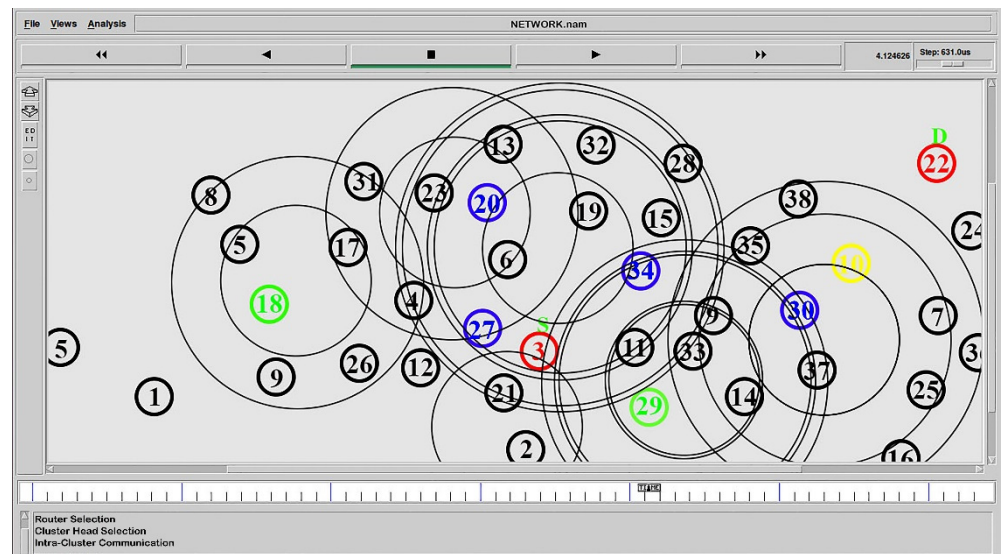 File Views Analysis NETWORK.nam
4.124626 Step: 631.0us
ED
IT
D
22
13 32 28
8 31 23 20 38
19 15 24
5 17 6 35 10
34
18 4 30 7
27 S 9
5 3 11 33
26 12 37
9 25
1 21 29 14
2 16
TIME
Router Selection
Cluster Head Selection
Intra-Cluster Communication